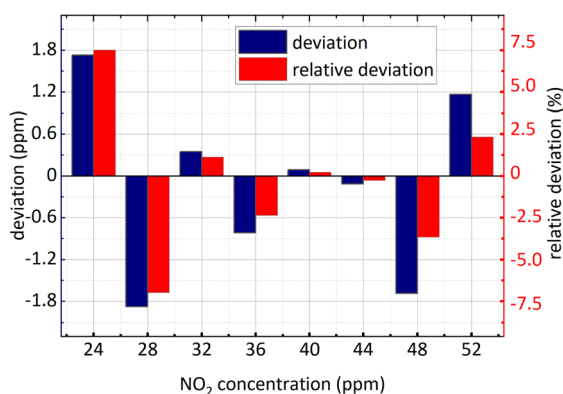 deviation
relative deviation
1.8
1.2
0.6
0
-0.6
-1.2
-1.8
deviation (ppm)
7.5
5.0
2.5
0
-2.5
-5.0
-7.5
relative deviation (%)
24 28 32 36 40 44 48 52
NO₂ concentration (ppm)